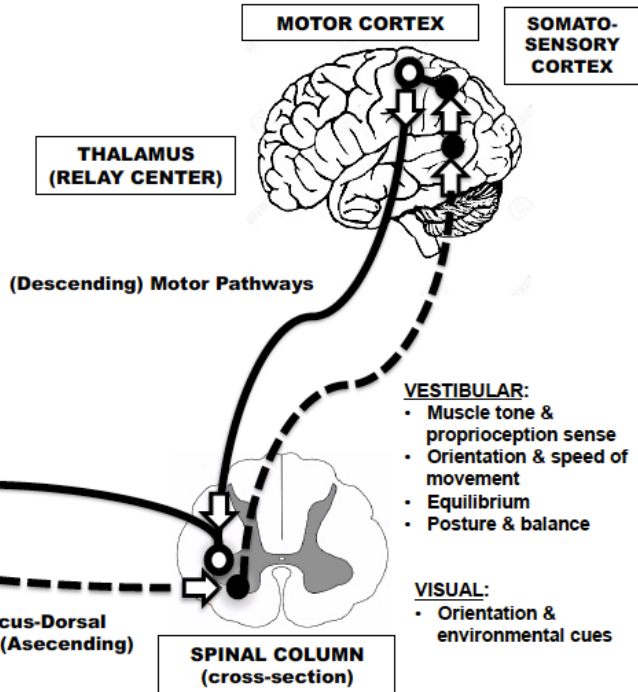 MOTOR CORTEX
SOMATO-
SENSORY
CORTEX
THALAMUS
(RELAY CENTER)
(Descending) Motor Pathways
VESTIBULAR:
• Muscle tone &
proprioception sense
• Orientation & speed of
movement
• Equilibrium
• Posture & balance
VISUAL:
• Orientation &
environmental cues
cus-Dorsal
(Asecending)
SPINAL COLUMN
(cross-section)